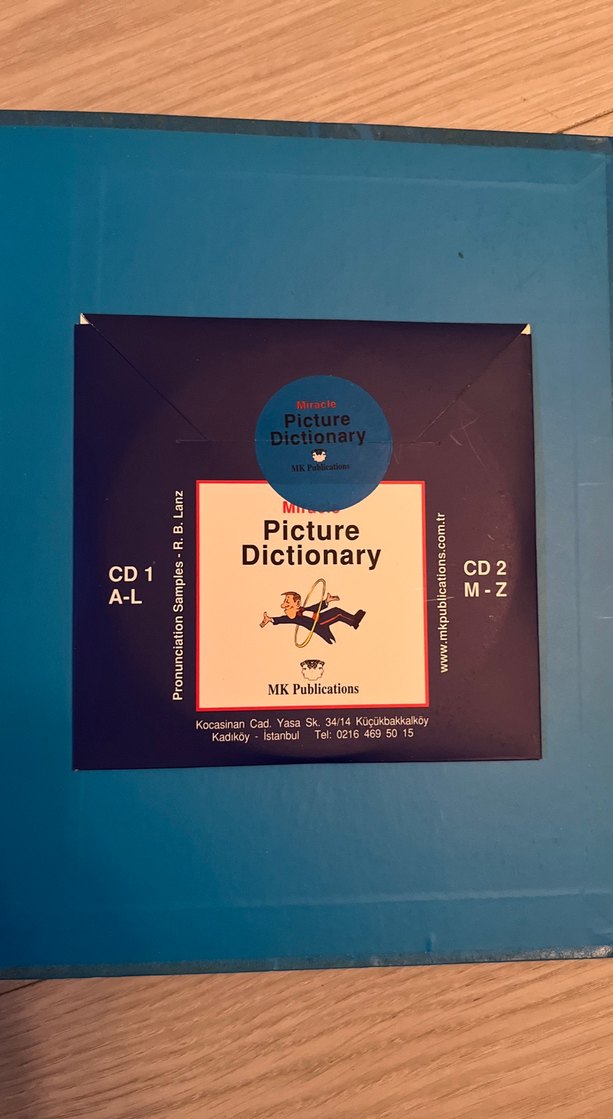 Miracle
Picture
Dictionary
MK Publications
Miracle
Picture
Dictionary
MK Publications
CD 1
A-L
Pronunciation Samples - R. B. Lanz
www.mkpublications.com.tr
CD 2
M - Z
Kocasinan Cad. Yasa Sk. 34/14 Küçükbakkalköy
Kadıköy - İstanbul Tel: 0216 469 50 15